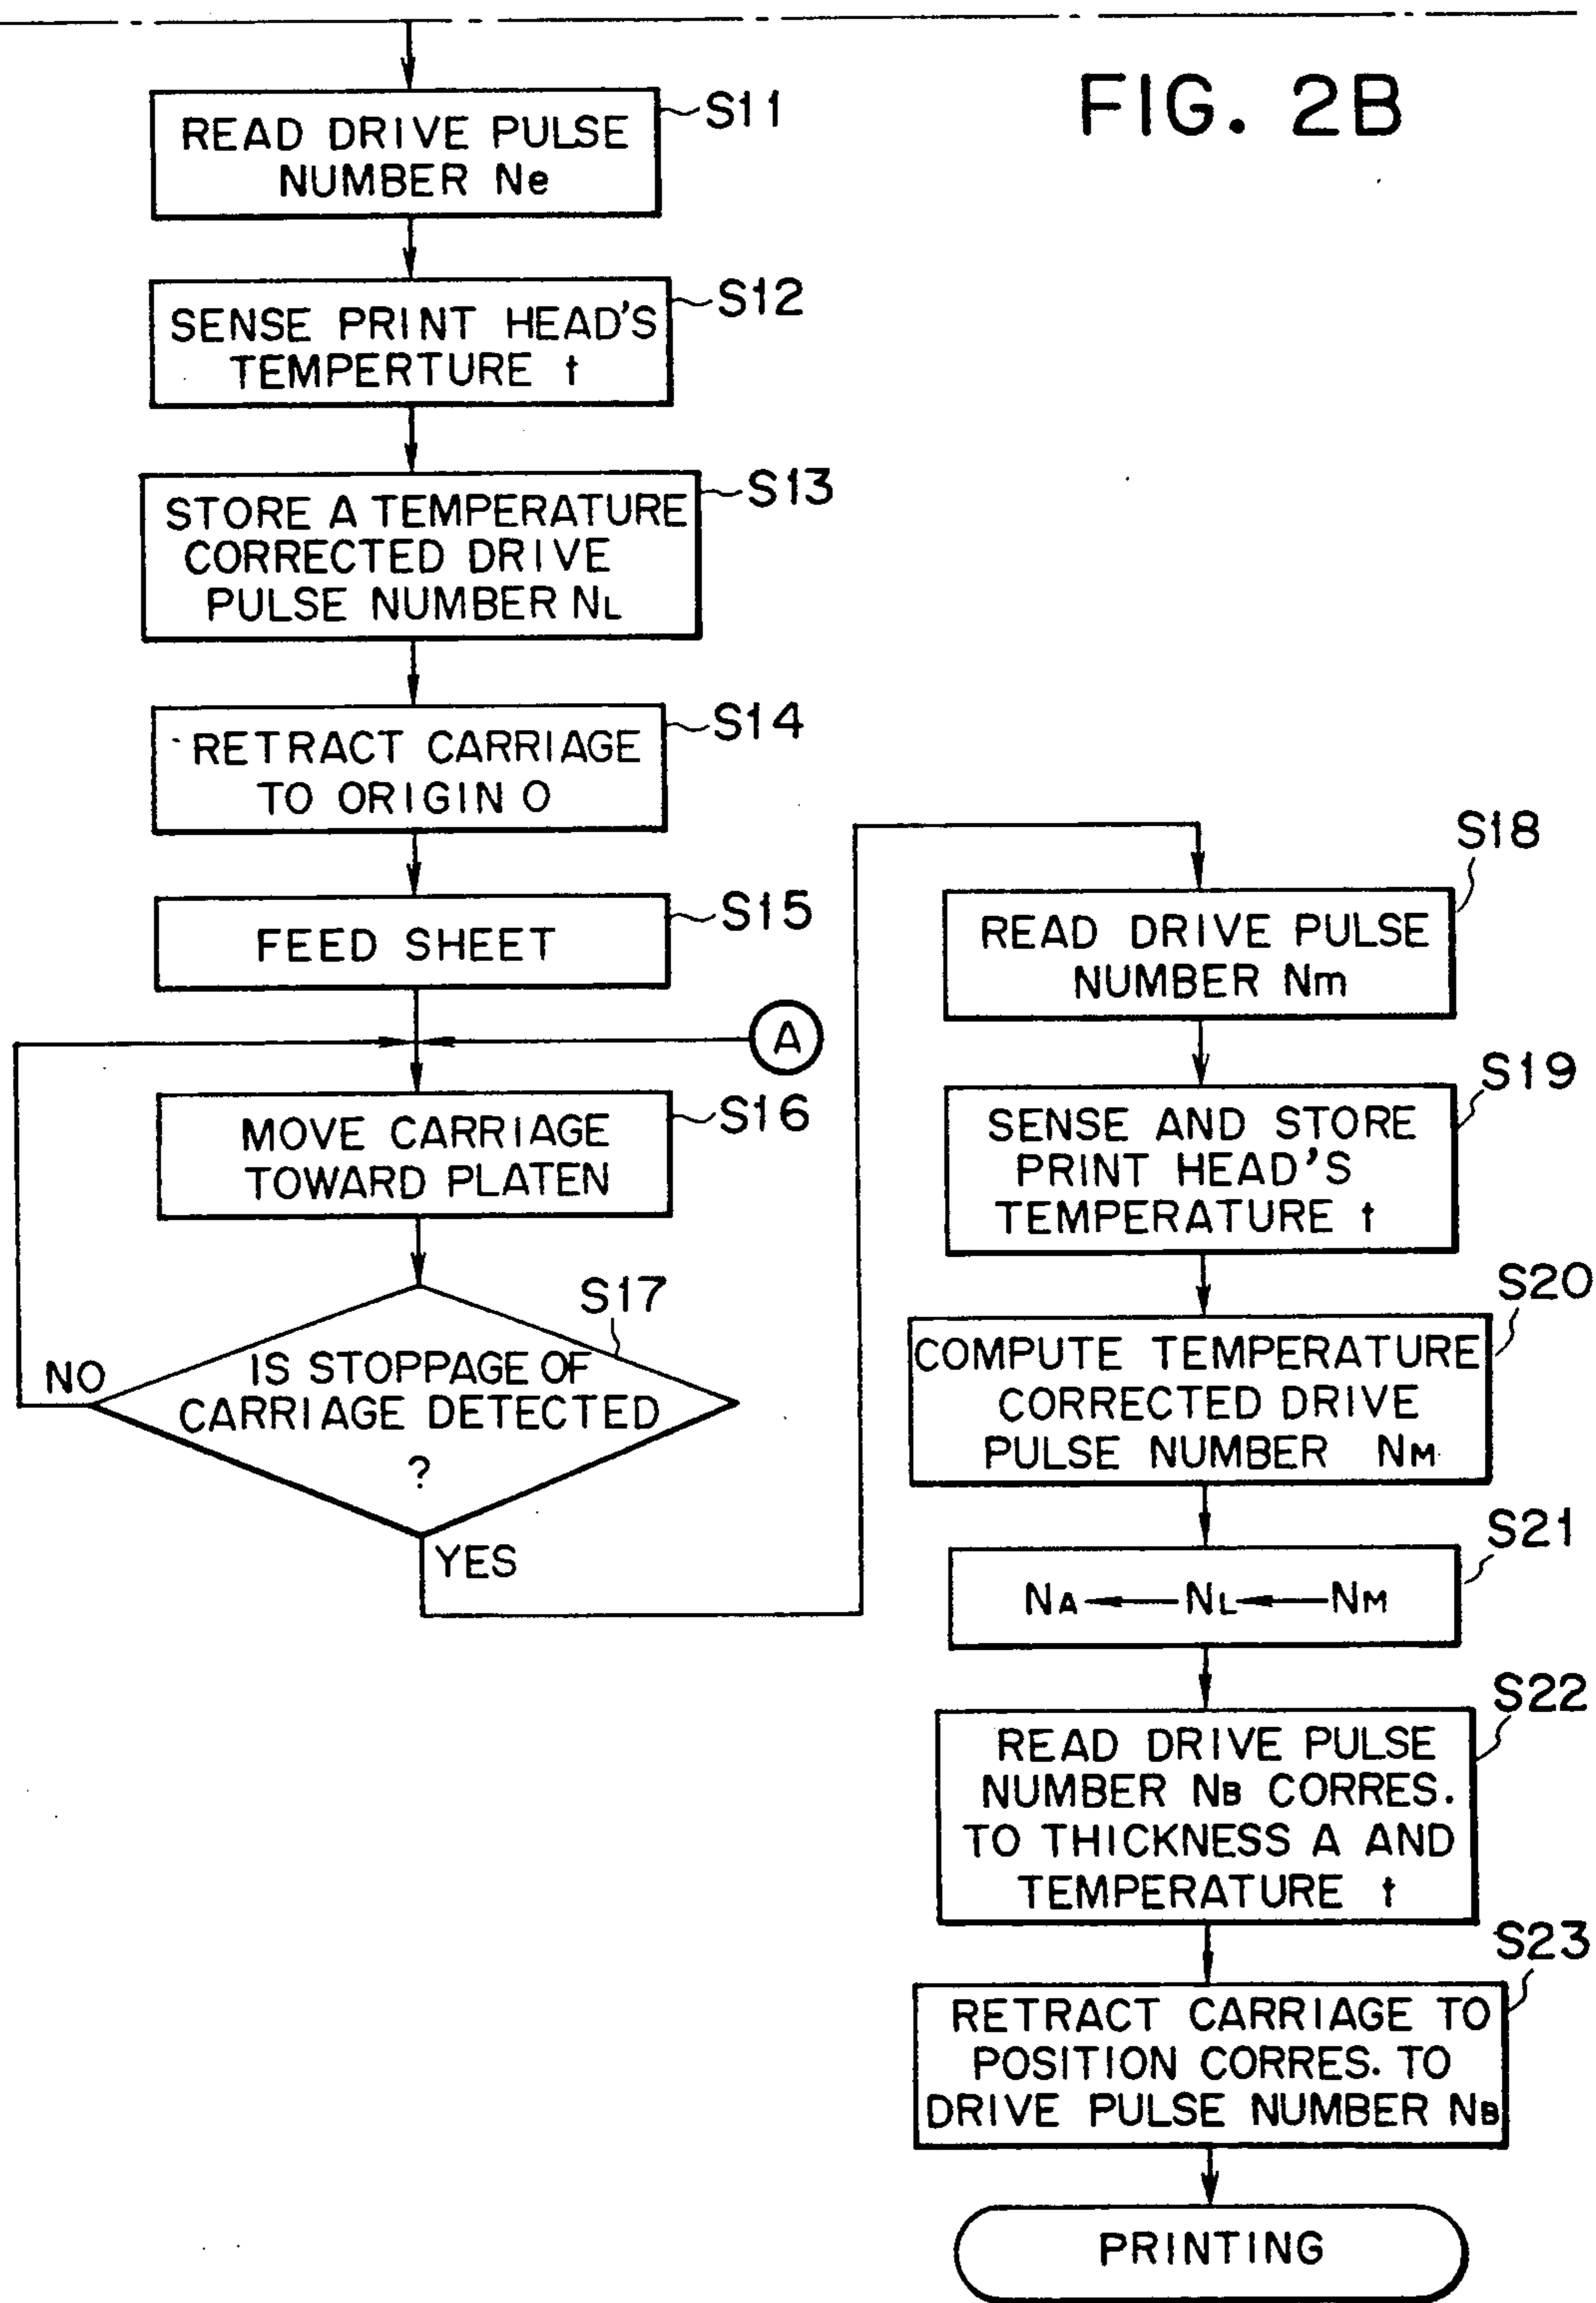 FIG. 2B
S11
READ DRIVE PULSE
NUMBER Ne
S12
SENSE PRINT HEAD'S
TEMPERTURE t
S13
STORE A TEMPERATURE
CORRECTED DRIVE
PULSE NUMBER NL
S14
RETRACT CARRIAGE
TO ORIGIN O
S15
FEED SHEET
A
S16
MOVE CARRIAGE
TOWARD PLATEN
S17
IS STOPPAGE OF
CARRIAGE DETECTED
?
NO
YES
S18
READ DRIVE PULSE
NUMBER Nm
S19
SENSE AND STORE
PRINT HEAD'S
TEMPERATURE t
S20
COMPUTE TEMPERATURE
CORRECTED DRIVE
PULSE NUMBER NM
S21
NA ← NL ← NM
S22
READ DRIVE PULSE
NUMBER NB CORRES.
TO THICKNESS A AND
TEMPERATURE t
S23
RETRACT CARRIAGE TO
POSITION CORRES. TO
DRIVE PULSE NUMBER NB
PRINTING